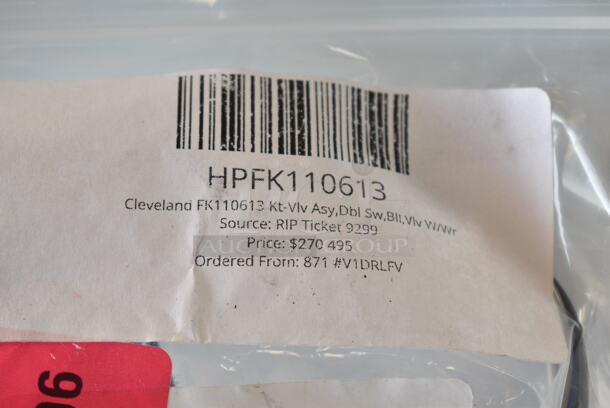 HPFK110613
Cleveland FK110613 Kt-Vlv Asy,Dbl Sw,Bll,Vlv W/Wr
Source: RIP Ticket 9299
Price: $270 495
GROUP
Ordered From: 871 #V1DRLFV